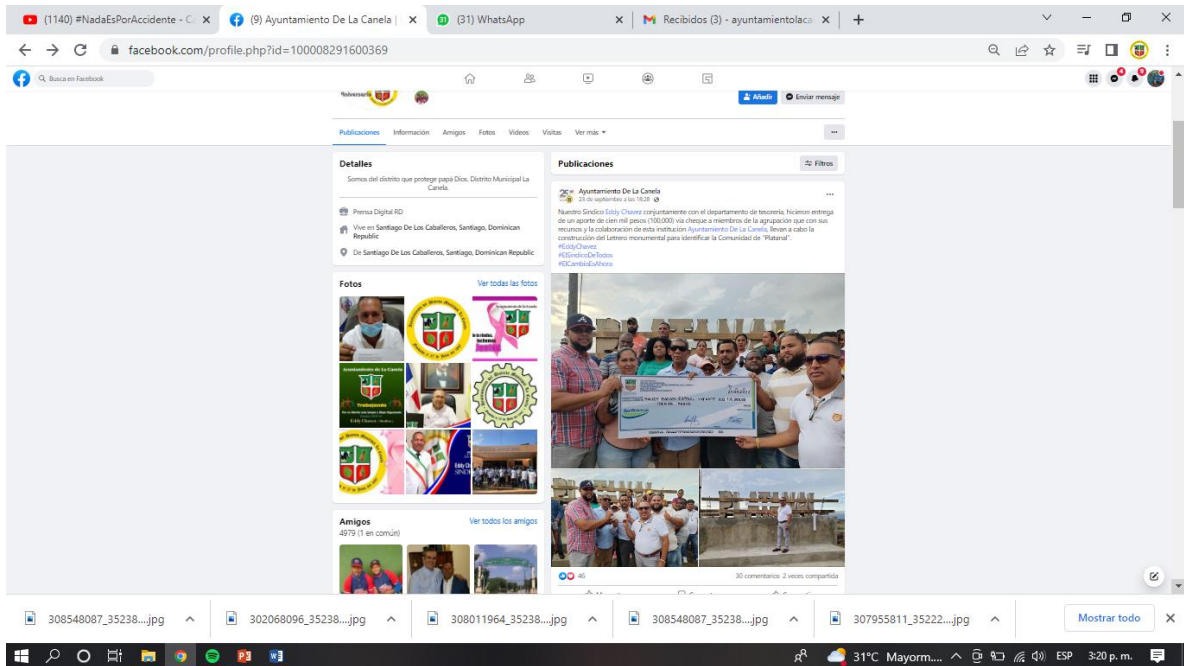 (1140) #NadaEsPorAccidente - C
(9) Ayuntamiento De La Canela |
(31) WhatsApp
Recibidos (3) - ayuntamientolaca
facebook.com/profile.php?id=100008291600369
Busca en Facebook
Añadir
Enviar mensaje
Publicaciones Información Amigos Fotos Videos Visitas Ver más
Detalles
Somos del distrito que protege papá Dios. Distrito Municipal La
Canela.
Prensa Digital RD
Vive en Santiago De Los Caballeros, Santiago, Dominican
Republic
De Santiago De Los Caballeros, Santiago, Dominican Republic
Fotos
Ver todas las fotos
Ayuntamiento de La Canela
Trabajando
Eddy Chavez
Amigos
Ver todos los amigos
4979 (1 en común)
Publicaciones
Filtros
Ayuntamiento De La Canela
23 de septiembre a las 18:28
Nuestro Síndico Eddy Chavez conjuntamente con el departamento de tesorería, hicieron entrega
de un aporte de cien mil pesos (100,000) vía cheque a miembros de la agrupación que con sus
recursos y la colaboración de esta institución Ayuntamiento De La Canela, llevan a cabo la
construcción del Letrero monumental para identificar la Comunidad de "Platanal".
#EddyChavez
#ElSindicoDeTodos
#ElCambioEsAhora
46
30 comentarios 2 veces compartida
308548087_35238....jpg
302068096_35238....jpg
308011964_35238....jpg
308548087_35238....jpg
307955811_35222....jpg
Mostrar todo
31°C Mayorm....
ESP
3:20 p. m.